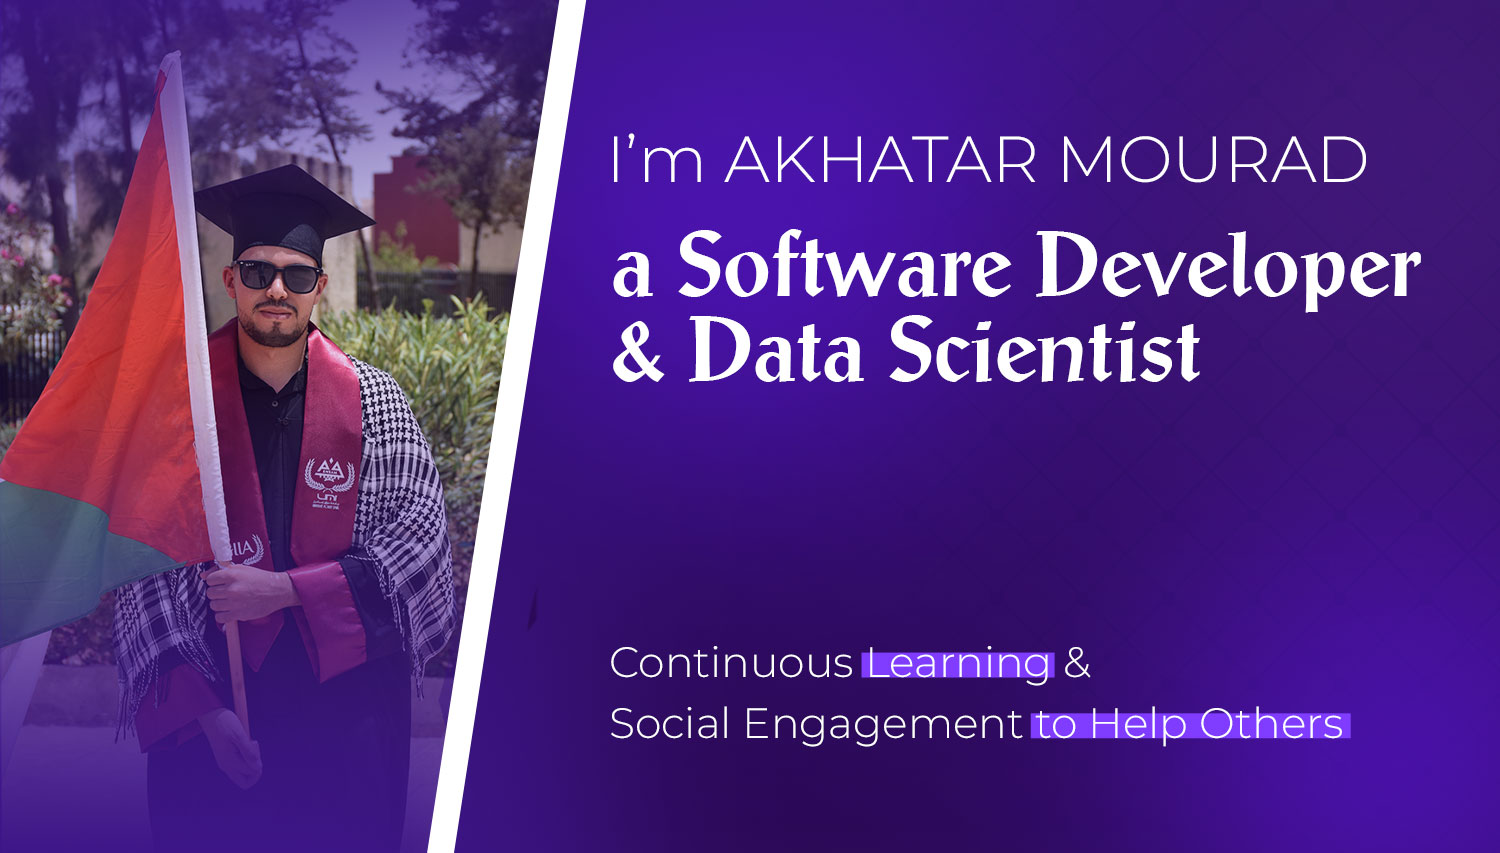 I'm AKHATAR MOURAD
a Software Developer
& Data Scientist
Continuous Learning &
Social Engagement to Help Others